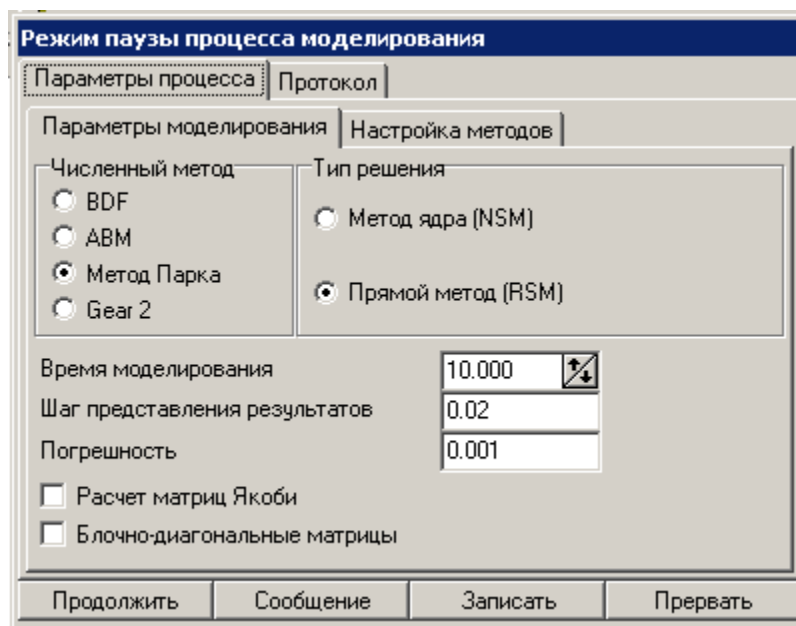 Режим паузы процесса моделирования
Параметры процесса Протокол
Параметры моделирования Настройка методов
Численный метод
BDF
ABM
Метод Парка
Gear 2
Тип решения
Метод ядра (NSM)
Прямой метод (RSM)
Время моделирования 10.000
Шаг представления результатов 0.02
Погрешность 0.001
Расчет матриц Якоби
Блочно-диагональные матрицы
Продолжить Сообщение Записать Прервать